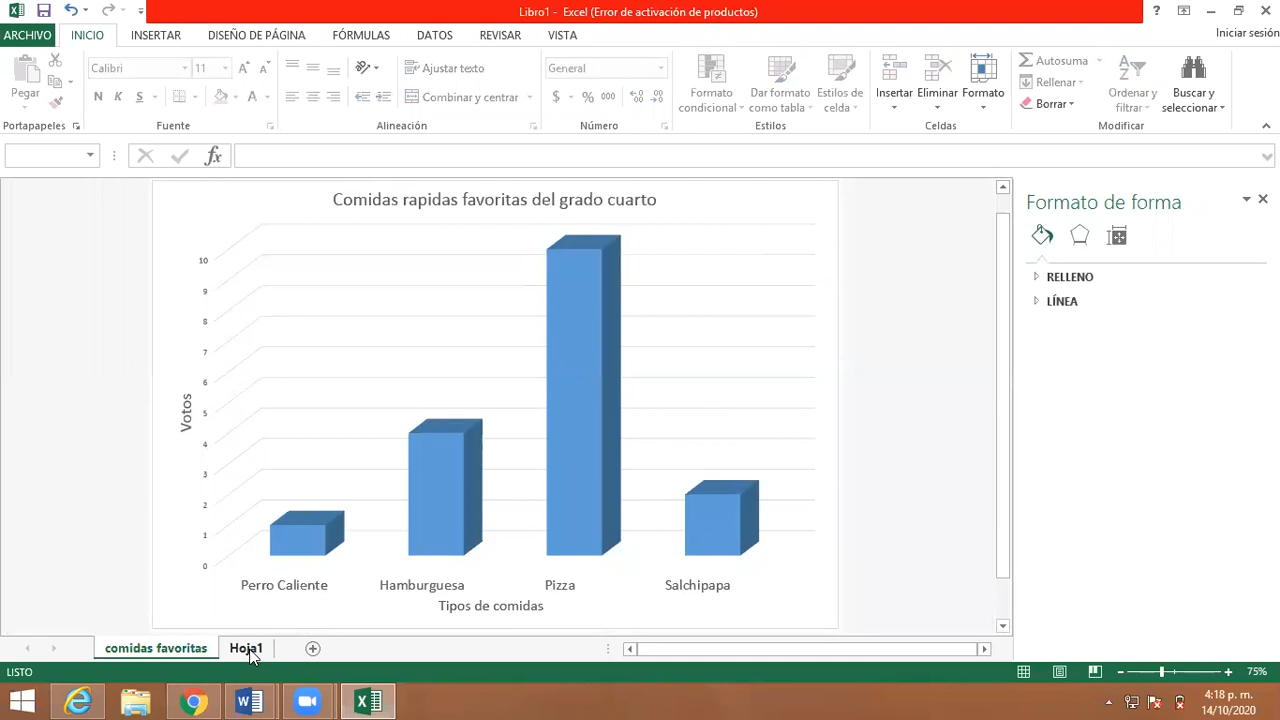 Libro1 - Excel (Error de activación de productos)
ARCHIVO INICIO INSERTAR DISEÑO DE PÁGINA FÓRMULAS DATOS REVISAR VISTA Iniciar sesión
Calibri 11 Ajustar texto General Autosuma
Pegar N K S Combinar y centrar $ % 000 Formato condicional Dar formato como tabla Estilos de celda Insertar Eliminar Formato Rellenar Borrar Ordenary filtrar Buscar y seleccionar
Portapapeles Fuente Alineación Número Estilos Celdas Modificar
fx
Comidas rapidas favoritas del grado cuarto
10
9
8
7
6
5
4
3
2
1
0
Votos
Perro Caliente Hamburguesa Pizza Salchipapa
Tipos de comidas
Formato de forma
RELLENO
LÍNEA
comidas favoritas Hoja1
LISTO 75%
4:18 p. m.
14/10/2020